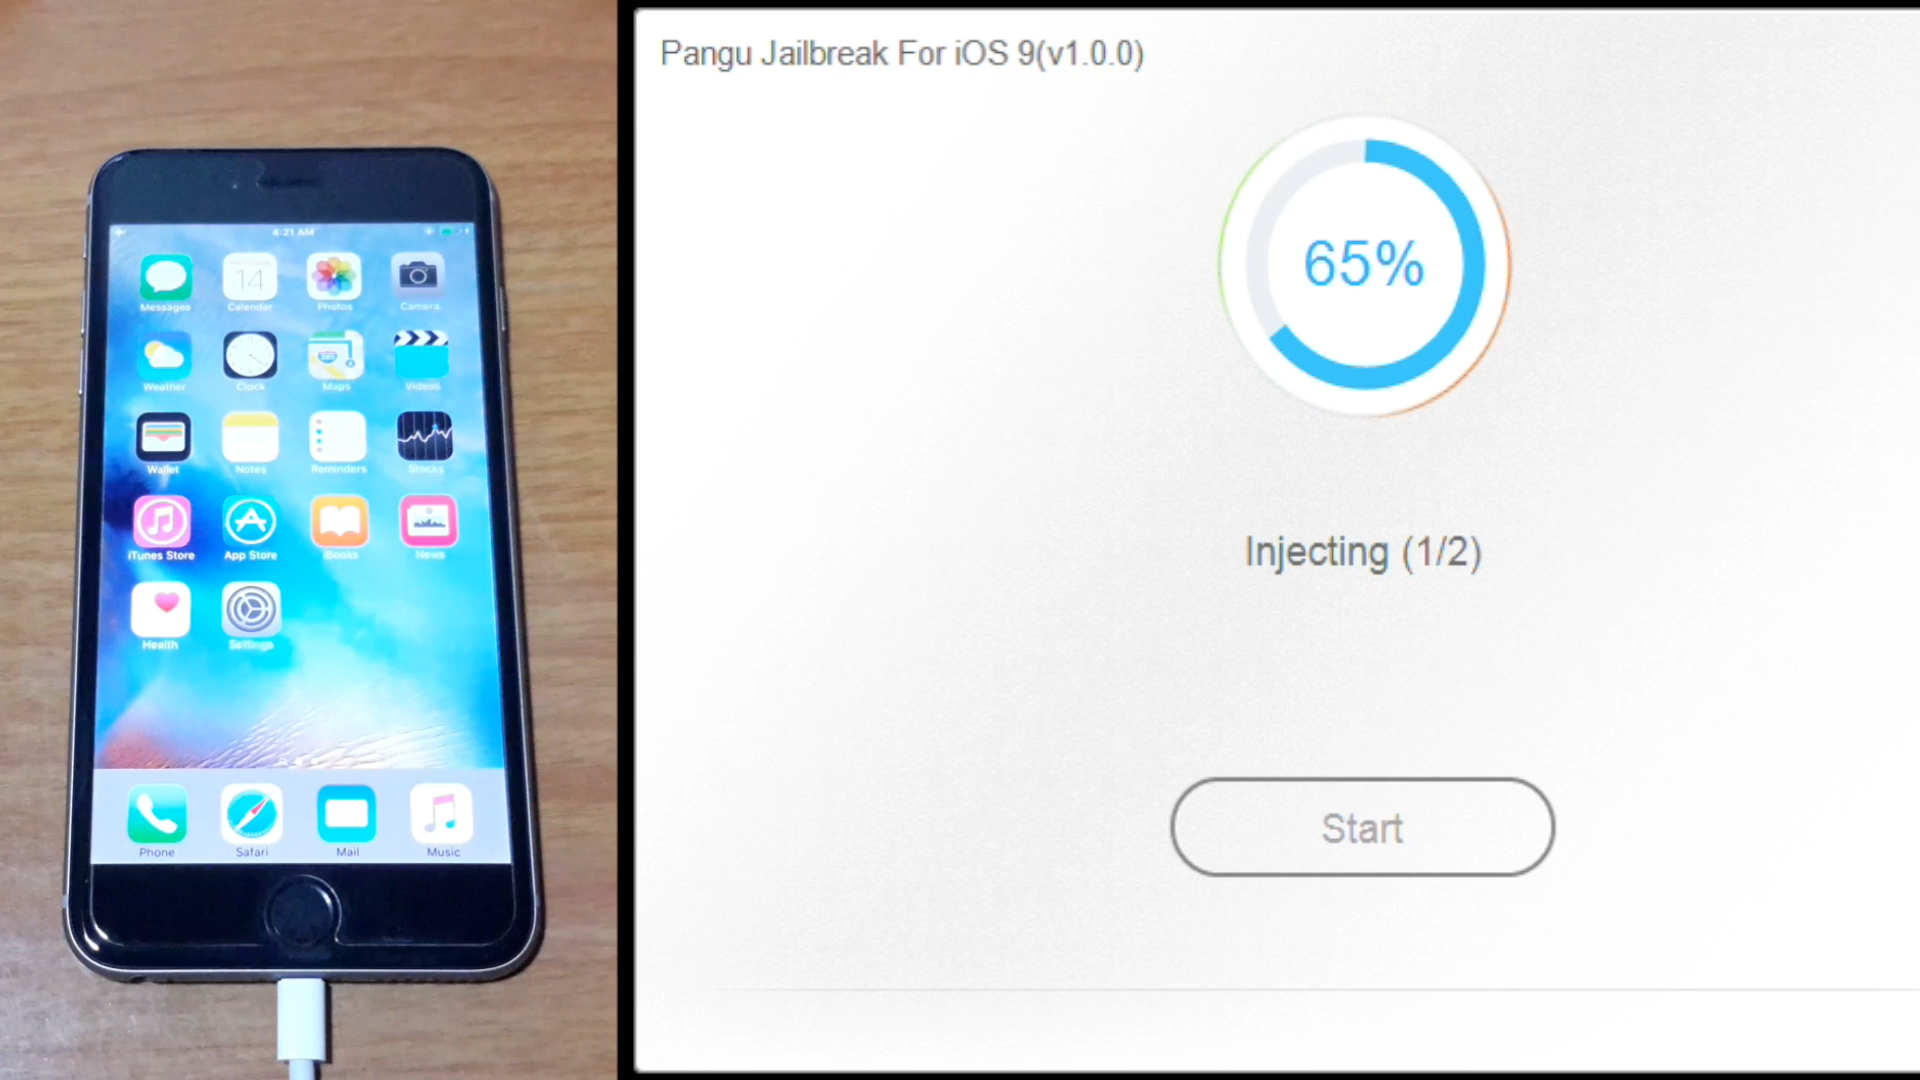 4:21 AM
Messages
14
Calendar
Photos
Camera
Weather
Clock
Maps
280
Videos
Wallet
Notes
Reminders
Stocks
iTunes Store
App Store
iBooks
News
Health
Settings
Phone
Safari
Mail
Music
Pangu Jailbreak For iOS 9(v1.0.0)
65%
Injecting (1/2)
Start